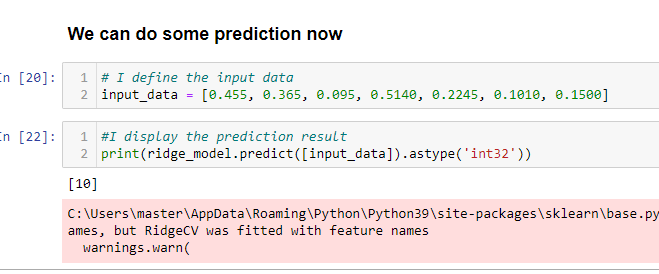 We can do some prediction now
In [20]:
1 # I define the input data
2 input_data = [0.455, 0.365, 0.095, 0.5140, 0.2245, 0.1010, 0.1500]
In [22]:
1 #I display the prediction result
2 print(ridge_model.predict([input_data]).astype('int32'))
[10]
C:\Users\master\AppData\Roaming\Python\Python39\site-packages\sklearn\base.py
ames, but RidgeCV was fitted with feature names
warnings.warn(